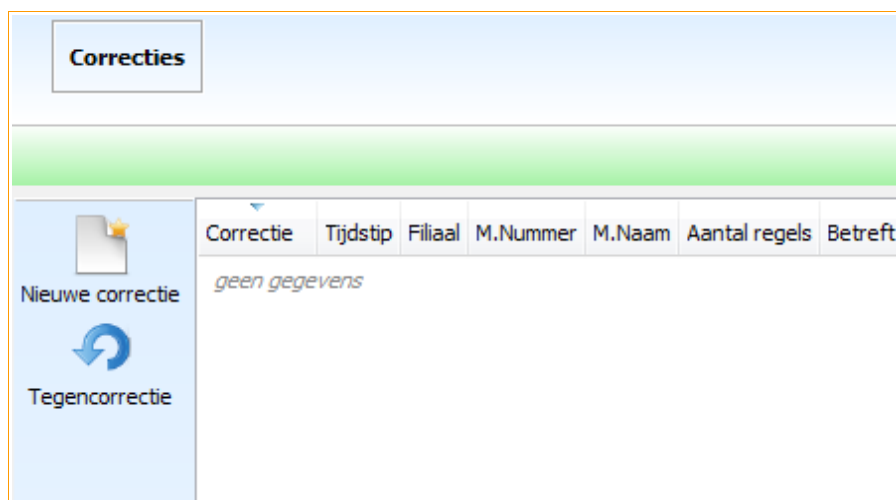 Correcties
Correctie Tijdstip Filiaal M.Nummer M.Naam Aantal regels Betreft
geen gegevens
Nieuwe correctie
Tegencorrectie